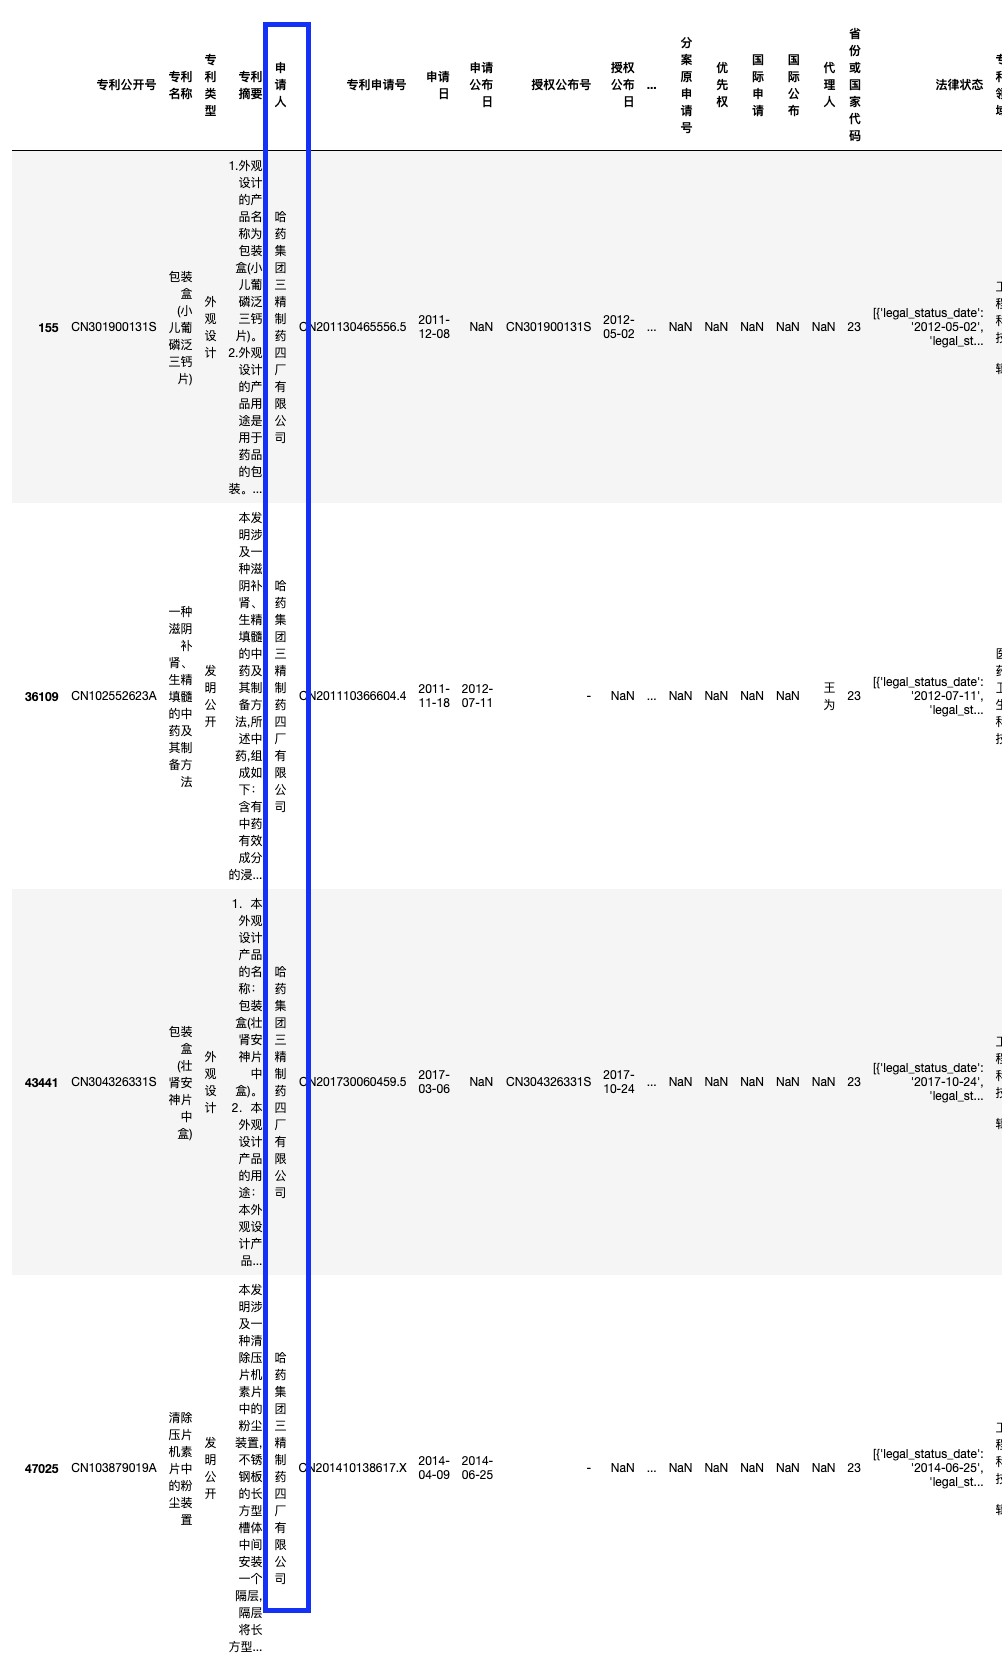 专利公开号
专利
名称
专
利
类
型
专利
摘要
申
请
人
专利申请号
申请
日
申请
公布
日
授权公布号
授权
公布
日
...
分
案
原
申
请
号
优
先
权
国
际
申
请
国
际
公
布
代
理
人
省
份
或
国
家
代
码
法律状态
155
CN301900131S
包装
盒
(小
儿葡
磷泛
三钙
片)
外
观
设
计
1.外观
设计
的产
品名
称为
包装
盒(小
儿葡
磷泛
三钙
片)。
2.外观
设计
的产
品用
途是
用于
药品
的包
装。...
哈
药
集
团
三
精
制
药
四
厂
有
限
公
司
CN201130465556.5
2011-
12-08
NaN
CN301900131S
2012-
05-02
...
NaN
NaN
NaN
NaN
NaN
23
[{'legal_status_date':
'2012-05-02',
'legal_st...
36109
CN102552623A
一种
滋阴
补
肾、
生精
填髓
的中
药及
其制
备方
法
发
明
公
开
本发
明涉
及一
种滋
阴补
肾、
生精
填髓
的中
药及
其制
备方
法,所
述中
药,组
成如
下：
含有
中药
有效
成分
的浸...
哈
药
集
团
三
精
制
药
四
厂
有
限
公
司
CN201110366604.4
2011-
11-18
2012-
07-11
-
NaN
...
NaN
NaN
NaN
NaN
王
为
23
[{'legal_status_date':
'2012-07-11',
'legal_st...
43441
CN304326331S
包装
盒
(壮
肾安
神片
中
盒)
外
观
设
计
1．本
外观
设计
产品
的名
称：
包装
盒(壮
肾安
神片
中
盒)。
2．本
外观
设计
产品
的用
途：
本外
观设
计产
品...
哈
药
集
团
三
精
制
药
四
厂
有
限
公
司
CN201730060459.5
2017-
03-06
NaN
CN304326331S
2017-
10-24
...
NaN
NaN
NaN
NaN
NaN
23
[{'legal_status_date':
'2017-10-24',
'legal_st...
47025
CN103879019A
清除
压片
机素
片中
的粉
尘装
置
发
明
公
开
本发
明涉
及一
种清
除压
片机
素片
中的
粉尘
装置,
不锈
钢板
的长
方型
槽体
中间
安装
一个
隔层,
隔层
将长
方型...
哈
药
集
团
三
精
制
药
四
厂
有
限
公
司
CN201410138617.X
2014-
04-09
2014-
06-25
-
NaN
...
NaN
NaN
NaN
NaN
NaN
23
[{'legal_status_date':
'2014-06-25',
'legal_st...